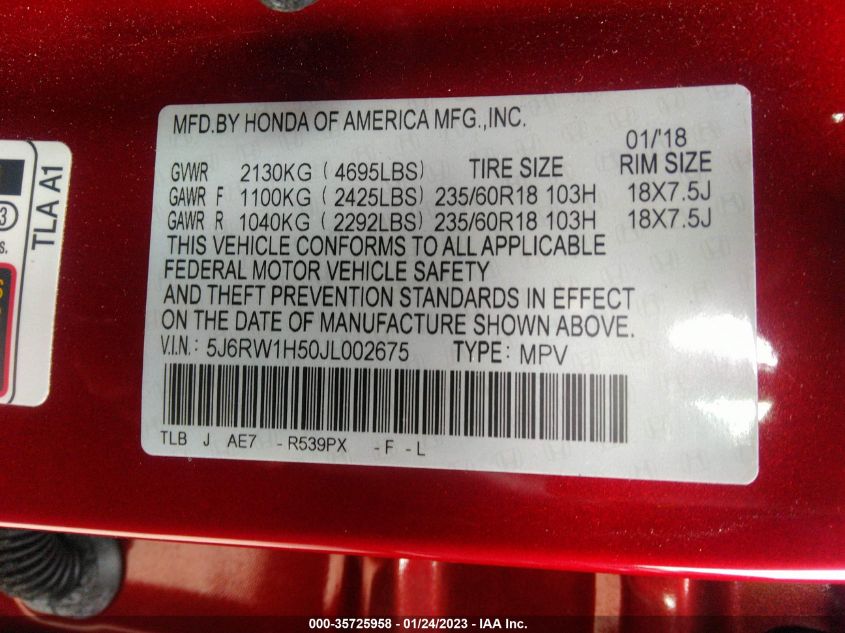 MFD.BY HONDA OF AMERICA MFG.,INC.
01/'18
GVWR 2130KG ( 4695LBS) TIRE SIZE RIM SIZE
GAWR F 1100KG ( 2425LBS) 235/60R18 103H 18X7.5J
GAWR R 1040KG ( 2292LBS) 235/60R18 103H 18X7.5J
THIS VEHICLE CONFORMS TO ALL APPLICABLE
FEDERAL MOTOR VEHICLE SAFETY
AND THEFT PREVENTION STANDARDS IN EFFECT
ON THE DATE OF MANUFACTURE SHOWN ABOVE.
V.I.N.: 5J6RW1H50JL002675 TYPE: MPV
TLB J AE7 - R539PX - F - L
TLA A1
3
s.
000-35725958 - 01/24/2023 - IAA Inc.